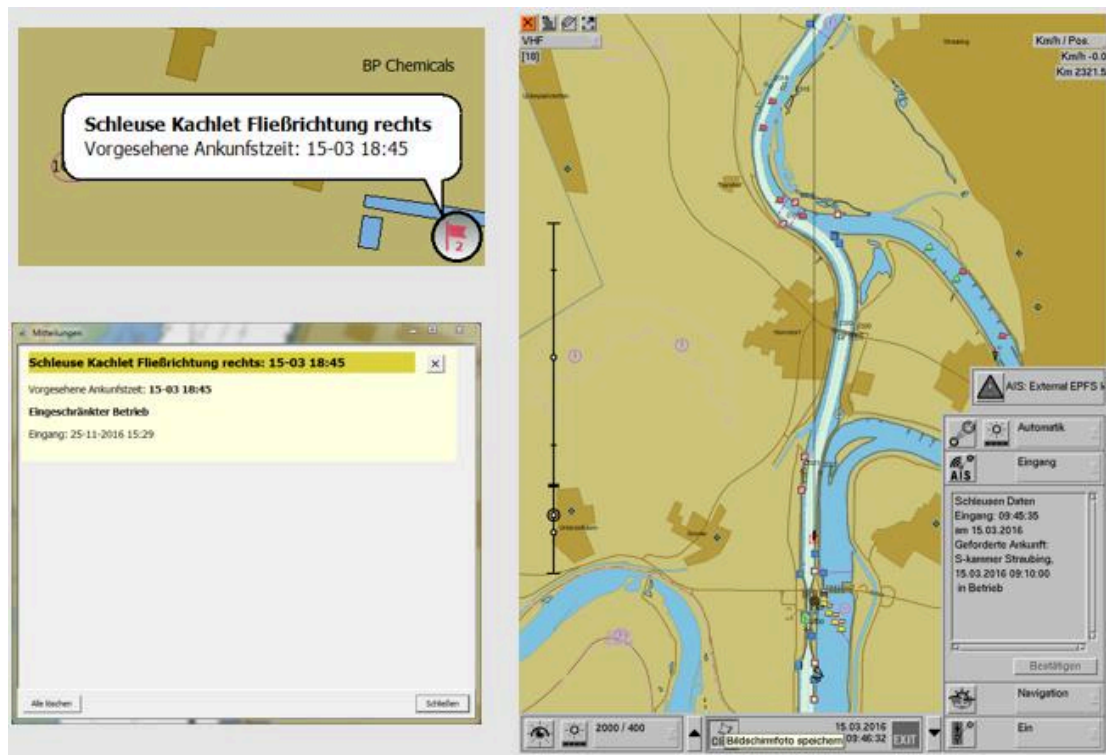 BP Chemicals
Schleuse Kachlet Fließrichtung rechts
Vorgesehene Ankunftszeit: 15-03 18:45
2
Mitteilungen
Schleuse Kachlet Fließrichtung rechts: 15-03 18:45
Vorgesehene Ankunftszeit: 15-03 18:45
Eingeschränkter Betrieb
Eingang: 25-11-2016 15:29
Alle löschen
Schließen
VHF
[18]
Straubing
Km/h / Pos.
Km/h -0.0
Km 2321.5
AIS: External EPFS
Automatik
AIS
Eingang
Schleusen Daten
Eingang: 09:45:35
am 15.03.2016
Geforderte Ankunft:
S-kammer Straubing,
15.03.2016 09:10:00
in Betrieb
Bestätigen
Navigation
Ein
2000 / 400
Bildschirmfoto speichern
15.03.2016
09:46:32
EXIT